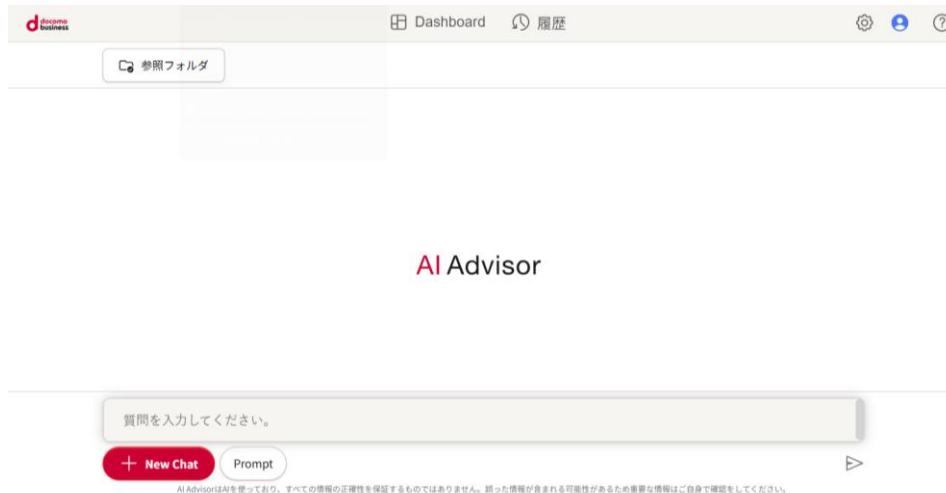 docomo
business
Dashboard
履歴
参照フォルダ
AI Advisor
質問を入力してください。
New Chat
Prompt
AI AdvisorはAIを使っており、すべての情報の正確性を保証するものではありません。誤った情報が含まれる可能性があるため重要な情報はご自身で確認をしてください。